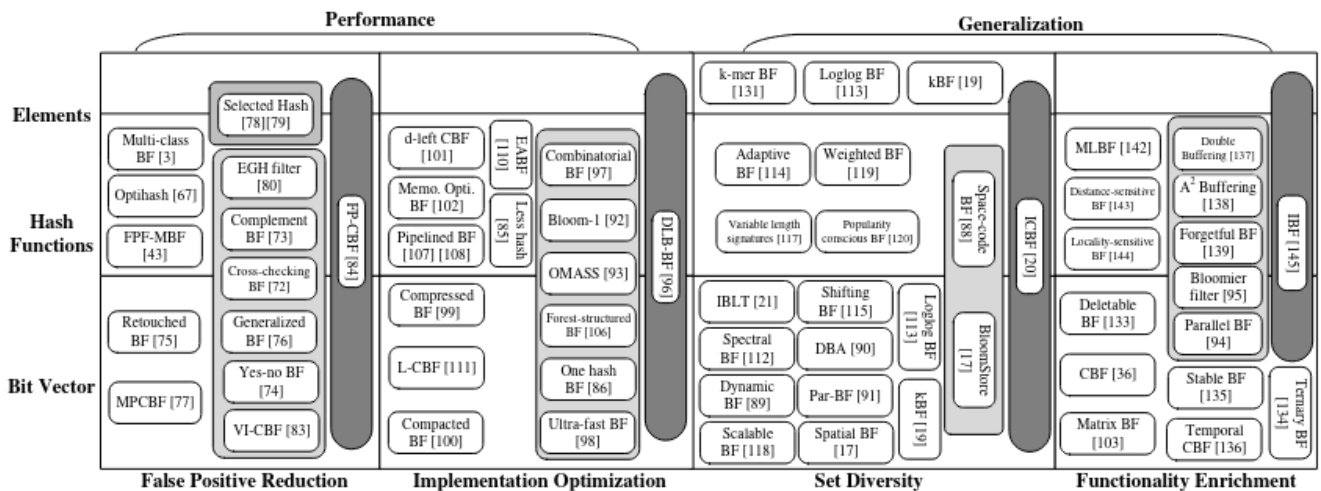 Performance
Generalization
Elements
Hash
Functions
Bit Vector
Selected Hash
[78][79]
Multi-class
BF [3]
Optihash [67]
FPF-MBF
[43]
Retouched
BF [75]
MPCBF [77]
EGH filter
[80]
Complement
BF [73]
Cross-checking
BF [72]
Generalized
BF [76]
Yes-no BF
[74]
VI-CBF [83]
FP-CBF [84]
d-left CBF
[101]
Memo. Opti.
BF [102]
Pipelined BF
[107] [108]
EABF
[110]
Less hash
[85]
Compressed
BF [99]
L-CBF [111]
Compacted
BF [100]
Combinatorial
BF [97]
Bloom-1 [92]
OMASS [93]
Forest-structured
BF [106]
One hash
BF [86]
Ultra-fast BF
[98]
DLB-BF [96]
k-mer BF
[131]
Loglog BF
[113]
kBF [19]
Adaptive
BF [114]
Weighted BF
[119]
Variable length
signatures [117]
Popularity
conscious BF [120]
IBLT [21]
Shifting
BF [115]
Spectral
BF [112]
DBA [90]
Dynamic
BF [89]
Par-BF [91]
Scalable
BF [118]
Spatial BF
[17]
Loglog BF
[113]
kBF [19]
Space-code
BF [88]
BloomStore
[17]
ICBF [20]
MLBF [142]
Distance-sensitive
BF [143]
Locality-sensitive
BF [144]
Deletable
BF [133]
CBF [36]
Matrix BF
[103]
Double
Buffering [137]
A² Buffering
[138]
Forgetful BF
[139]
Bloomier
filter [95]
Parallel BF
[94]
Stable BF
[135]
Temporal
CBF [136]
IBF [145]
Ternary BF
[134]
False Positive Reduction
Implementation Optimization
Set Diversity
Functionality Enrichment